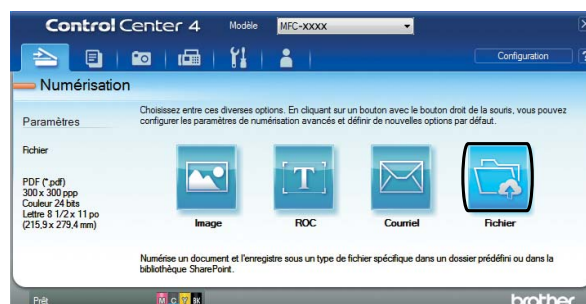 Control Center 4
Modèle
MFC-XXXX
Configuration
?
Numérisation
Choisissez entre ces diverses options. En cliquant sur un bouton avec le bouton droit de la souris, vous pouvez
configurer les paramètres de numérisation avancés et définir de nouvelles options par défaut.
Paramètres
Fichier
PDF (*.pdf)
300 x 300 ppp
Couleur 24 bits
Lettre 8 1/2 x 11 po
(215,9 x 279,4 mm)
T
Image
ROC
Courriel
Fichier
Numérise un document et l'enregistre sous un type de fichier spécifique dans un dossier prédéfini ou dans la
bibliothèque SharePoint.
Prêt
M C Y BK
brother